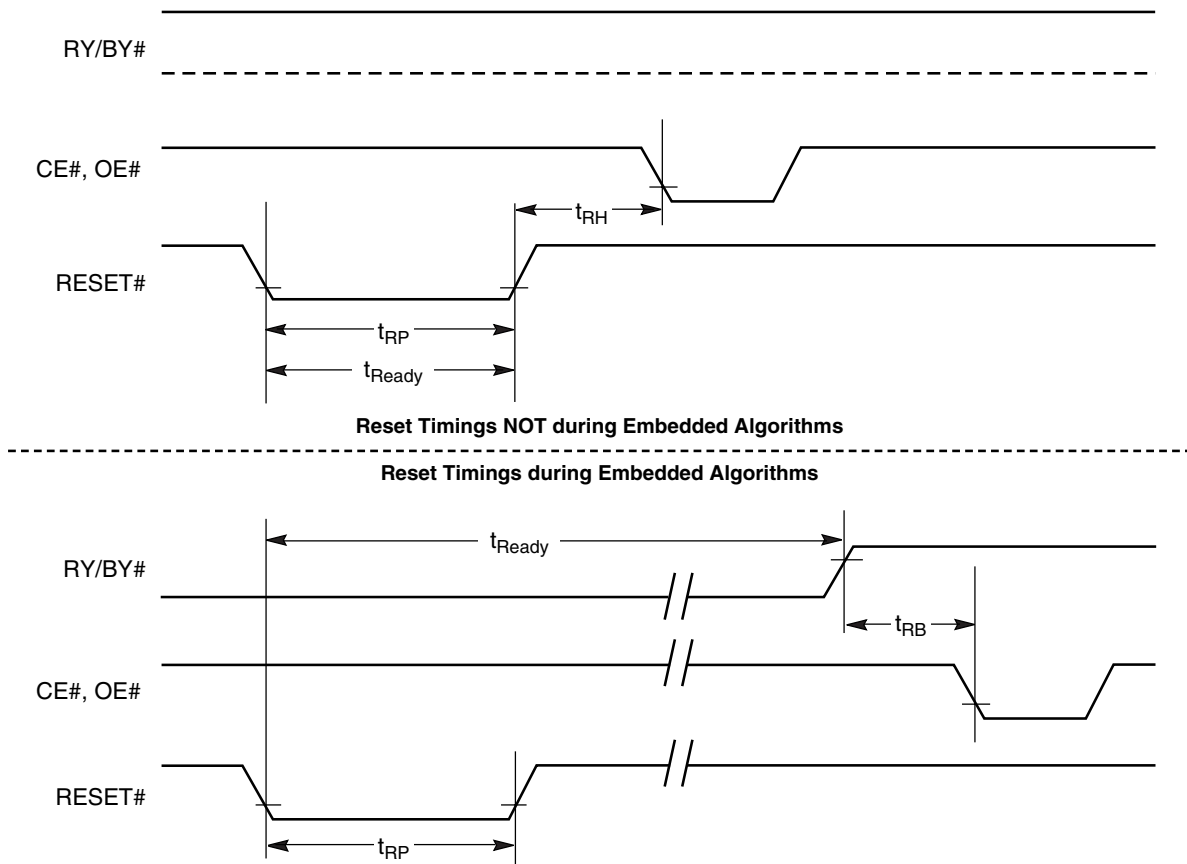 RY/BY#
CE#, OE#
tRH
RESET#
tRP
tReady
Reset Timings NOT during Embedded Algorithms
Reset Timings during Embedded Algorithms
tReady
RY/BY#
tRB
CE#, OE#
RESET#
tRP